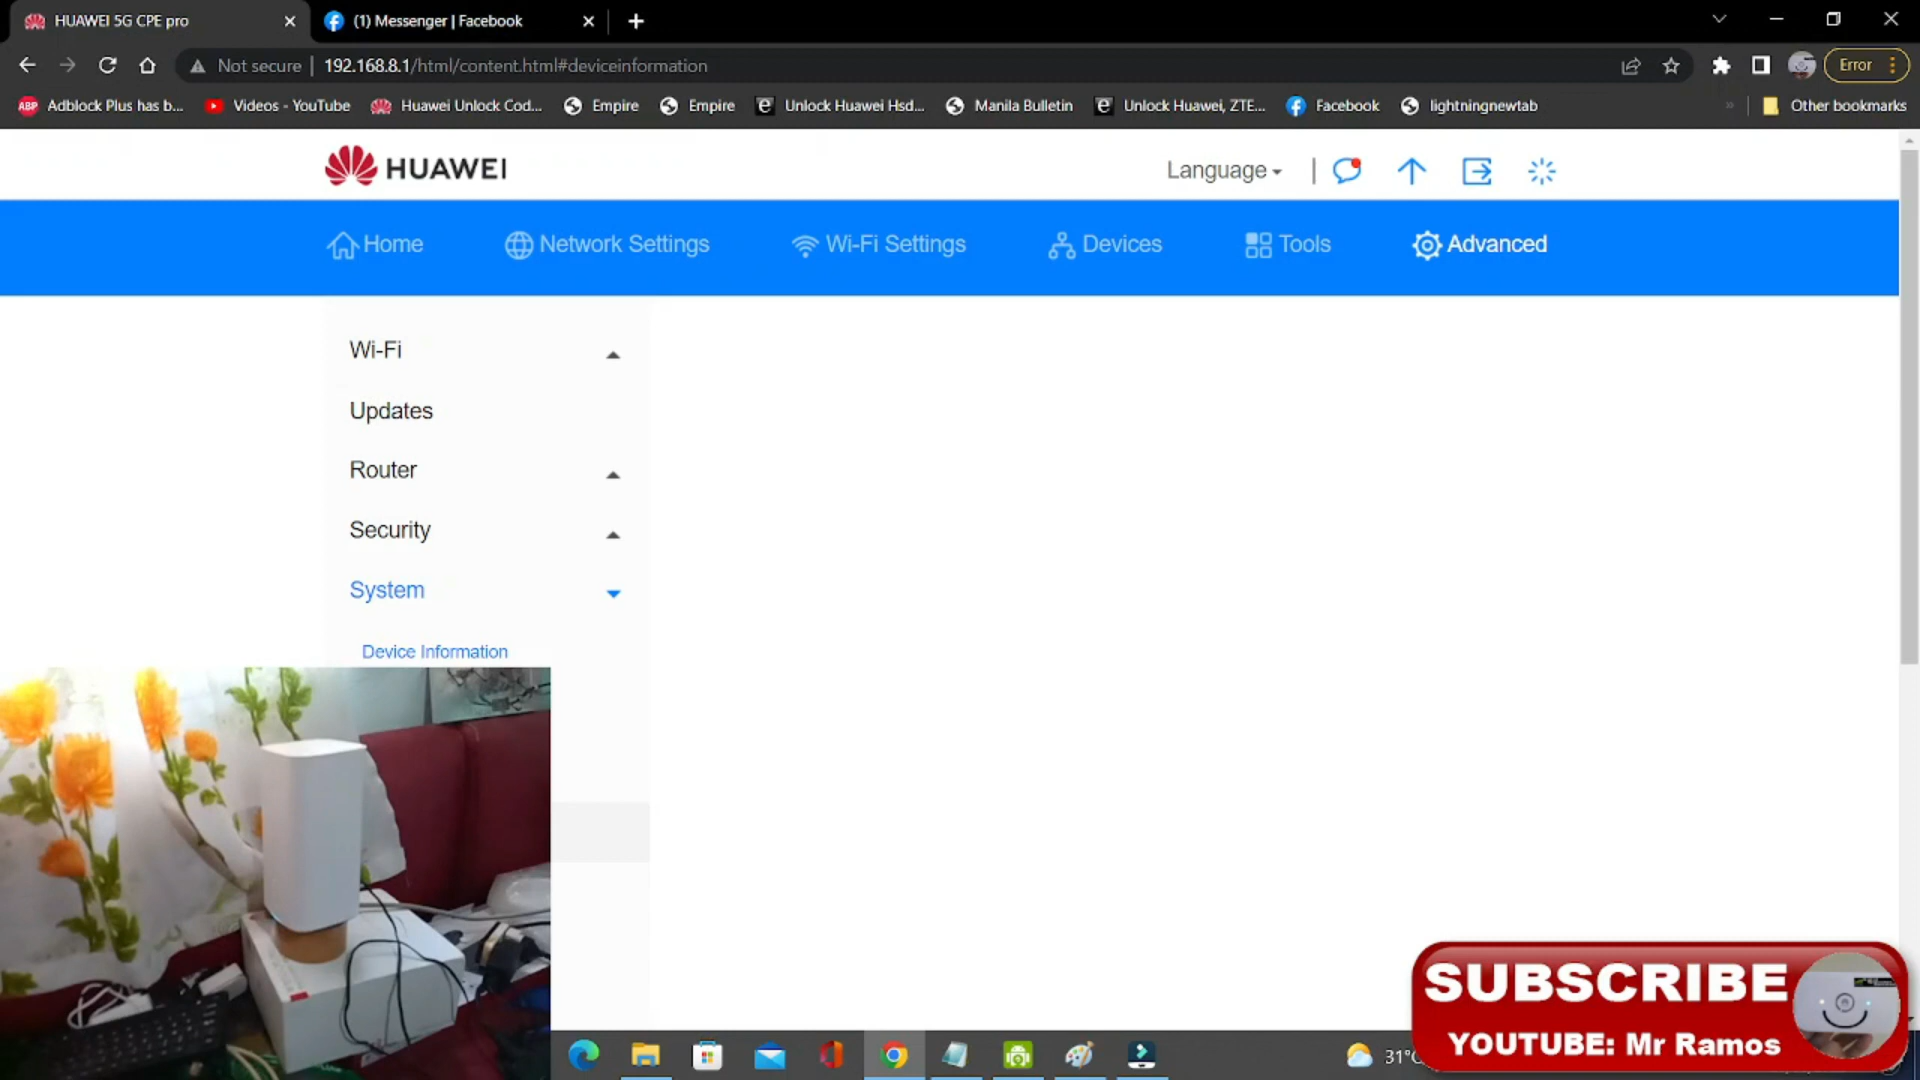 HUAWEI 5G CPE pro
(1) Messenger | Facebook
Not secure
192.168.8.1/html/content.html#deviceinformation
Error
ABP
Adblock Plus has b...
Videos - YouTube
Huawei Unlock Cod...
Empire
Empire
Unlock Huawei Hsd...
Manila Bulletin
Unlock Huawei, ZTE...
Facebook
lightningnewtab
Other bookmarks
HUAWEI
Language
Home
Network Settings
Wi-Fi Settings
Devices
Tools
Advanced
Wi-Fi
Updates
Router
Security
System
Device Information
SUBSCRIBE
YOUTUBE: Mr Ramos
31°C